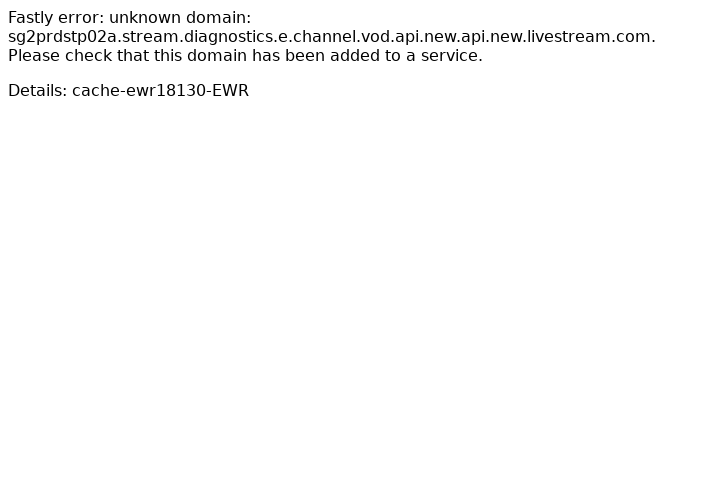 Fastly error: unknown domain:
sg2prdstp02a.stream.diagnostics.e.channel.vod.api.new.api.new.livestream.com.
Please check that this domain has been added to a service.
Details: cache-ewr18130-EWR